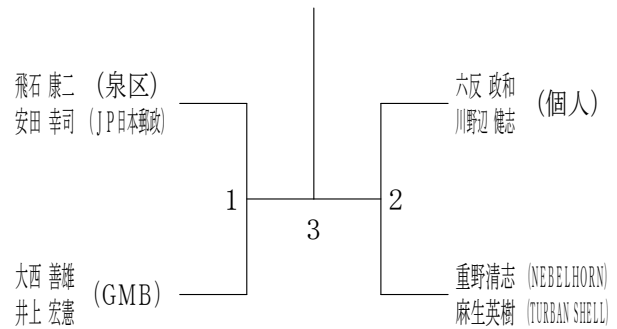 飛石 康二 (泉区)
安田 幸司 (JP日本郵政)
六反 政和
川野辺 健志
(個人)
1
2
3
大西 善雄
井上 宏憲
(GMB)
重野清志 (NEBELHORN)
麻生英樹 (TURBAN SHELL)